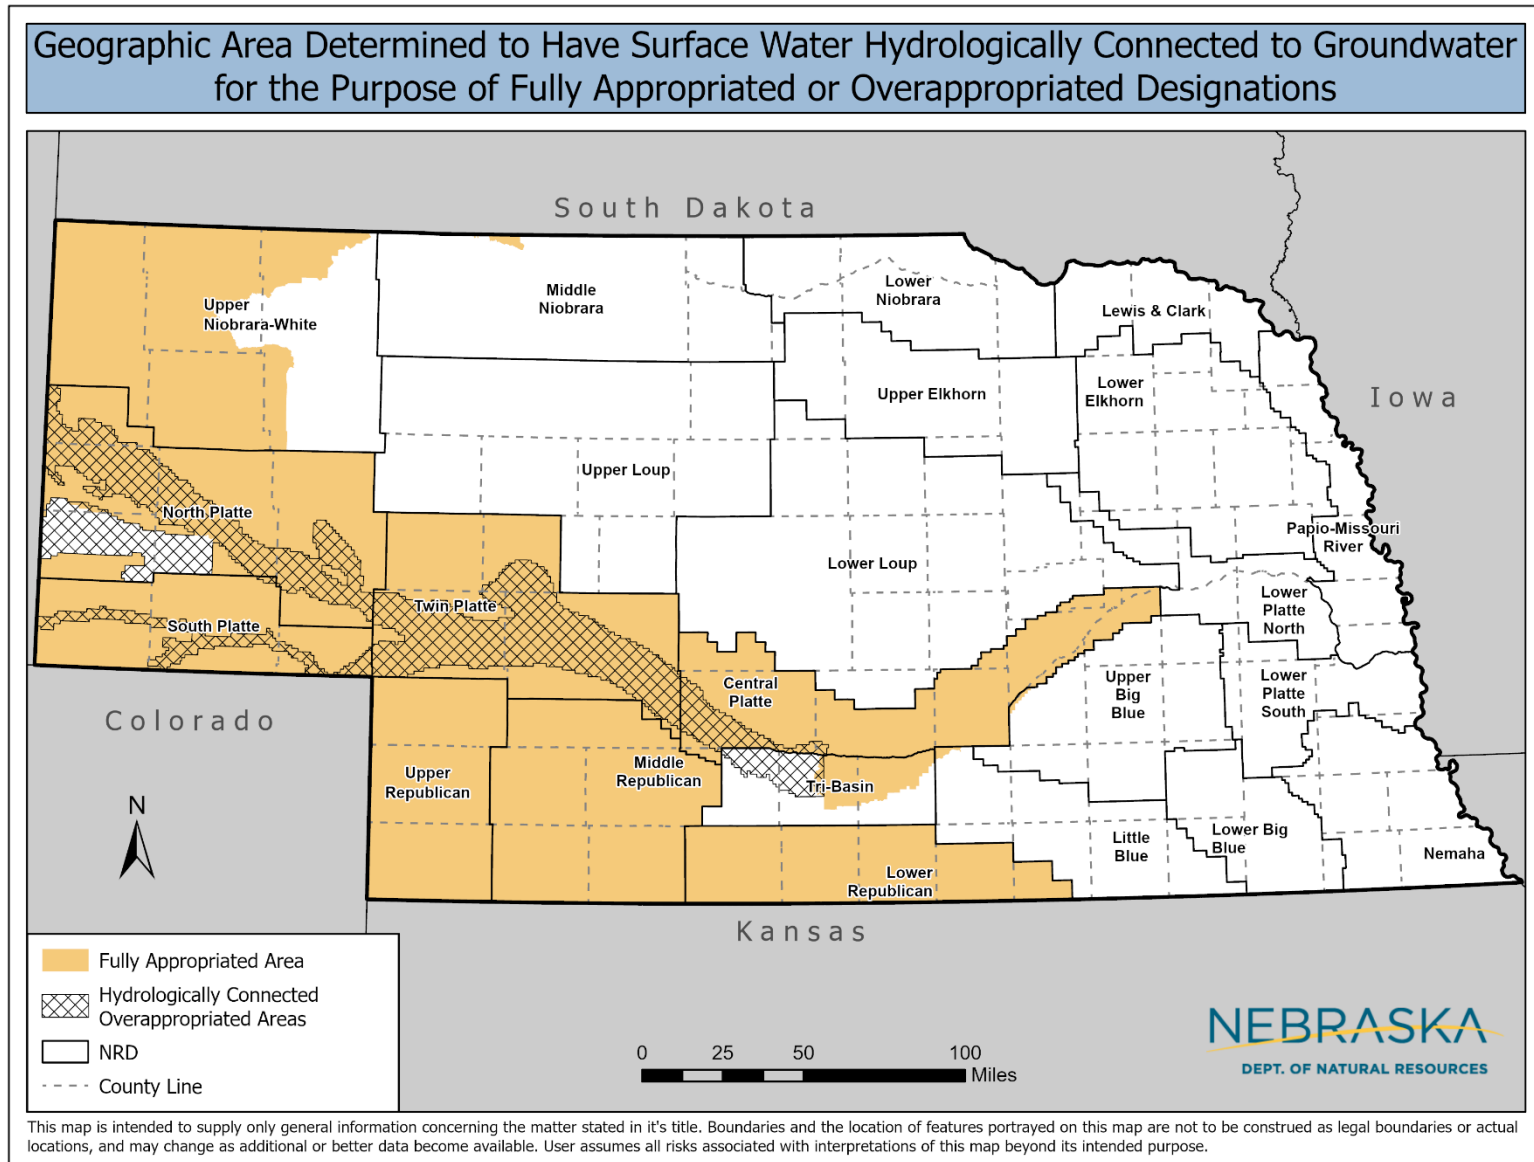 Geographic Area Determined to Have Surface Water Hydrologically Connected to Groundwater
for the Purpose of Fully Appropriated or Overappropriated Designations
South Dakota
Iowa
Colorado
Kansas
Upper
Niobrara-White
Middle
Niobrara
Lower
Niobrara
Lewis & Clark
Upper Elkhorn
Lower
Elkhorn
Upper Loup
North Platte
Papio-Missouri
River
Lower Loup
Twin Platte
South Platte
Lower
Platte
North
Central
Platte
Upper
Big
Blue
Lower
Platte
South
Upper
Republican
Middle
Republican
Tri-Basin
Little
Blue
Lower Big
Blue
Nemaha
Lower
Republican
N
Fully Appropriated Area
Hydrologically Connected
Overappropriated Areas
NRD
County Line
0 25 50 100
Miles
NEBRASKA
DEPT. OF NATURAL RESOURCES
This map is intended to supply only general information concerning the matter stated in it's title. Boundaries and the location of features portrayed on this map are not to be construed as legal boundaries or actual
locations, and may change as additional or better data become available. User assumes all risks associated with interpretations of this map beyond its intended purpose.